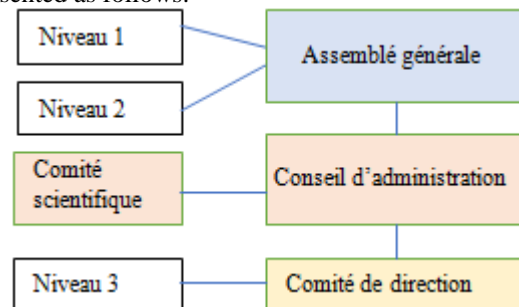 Niveau 1
Assemblé générale
Niveau 2
Comité
scientifique
Conseil d'administration
Niveau 3
Comité de direction